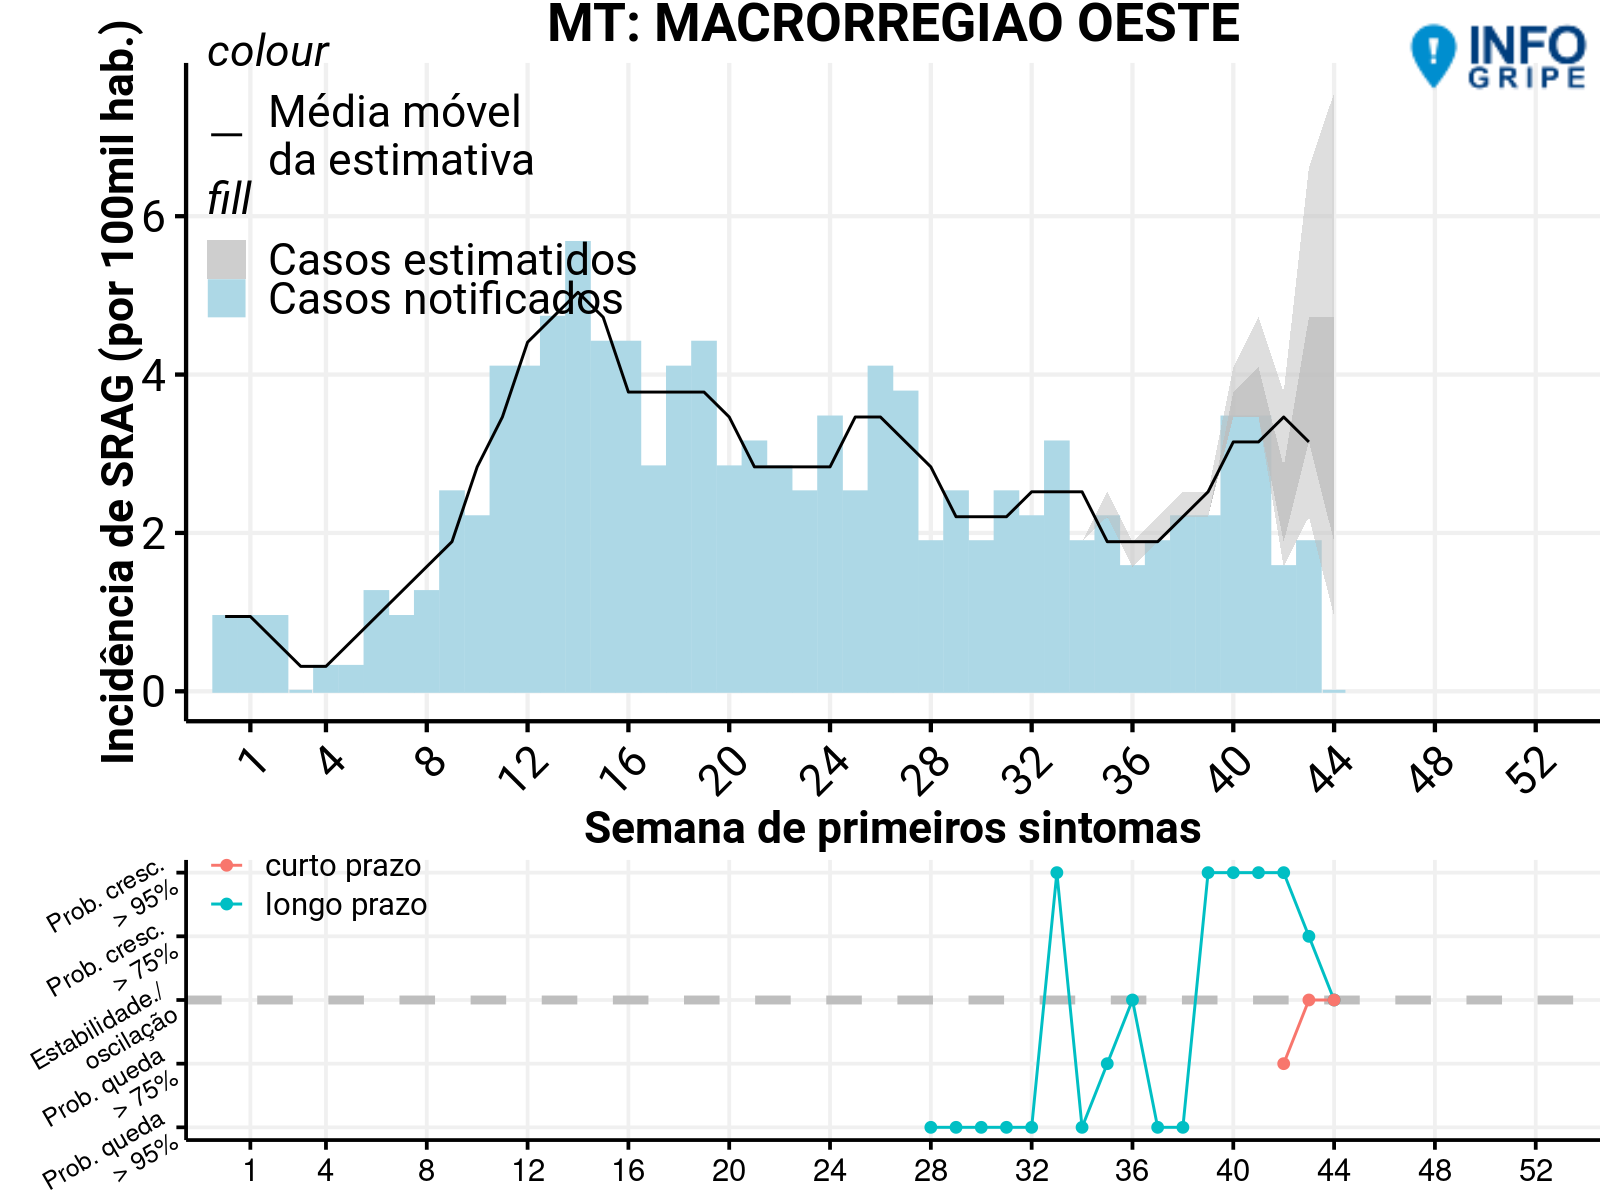 MT: MACRORREGIAO OESTE
INFO
GRIPE
Incidência de SRAG (por 100mil hab.)
colour
Média móvel
da estimativa
fill
Casos estimatidos
Casos notificados
6
4
2
0
1 4 8 12 16 20 24 28 32 36 40 44 48 52
Semana de primeiros sintomas
curto prazo
longo prazo
Prob. cresc.
> 95%
Prob. cresc.
> 75%
Estabilidade./
oscilação
Prob. queda
> 75%
Prob. queda
> 95%
1 4 8 12 16 20 24 28 32 36 40 44 48 52